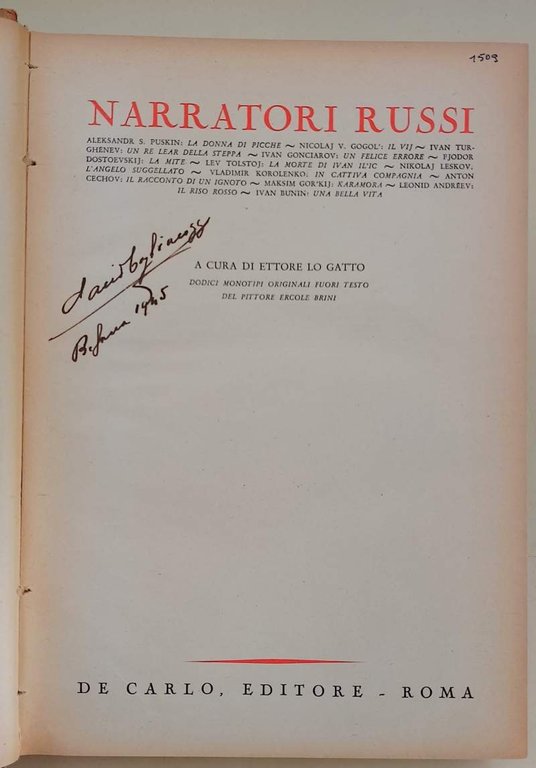 1509
NARRATORI RUSSI
ALEKSANDR S. PUSKIN: LA DONNA DI PICCHE ~ NICOLAJ V. GOGOL': IL VIJ ~ IVAN TUR-
GHENEV: UN RE LEAR DELLA STEPPA ~ IVAN GONCIAROV: UN FELICE ERRORE ~ FJODOR
DOSTOEVSKIJ: LA MITE ~ LEV TOLSTOJ: LA MORTE DI IVAN ILIIC ~ NIKOLAJ LESKOV:
L'ANGELO SUGGELLATO ~ VLADIMIR KOROLENKO: IN CATTIVA COMPAGNIA ~ ANTON
CECHOV: IL RACCONTO DI UN IGNOTO ~ MAKSIM GOR'KIJ: KARAMORA ~ LEONID ANDRÉEV:
IL RISO ROSSO ~ IVAN BUNIN: UNA BELLA VITA
A CURA DI ETTORE LO GATTO
DODICI MONOTIPI ORIGINALI FUORI TESTO
DEL PITTORE ERCOLE BRINI
1945
DE CARLO, EDITORE - ROMA